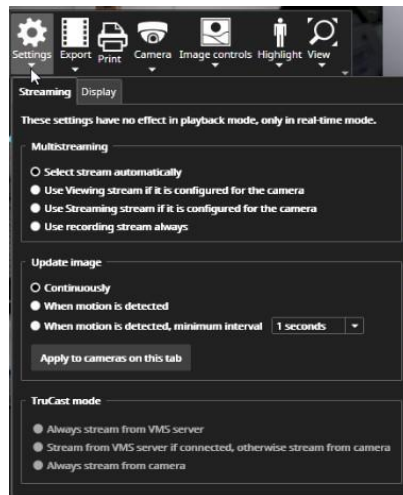 Settings Export Print Camera Image controls Highlight View
Streaming Display
These settings have no effect in playback mode, only in real-time mode.
Multistreaming
Select stream automatically
Use Viewing stream if it is configured for the camera
Use Streaming stream if it is configured for the camera
Use recording stream always
Update image
Continuously
When motion is detected
When motion is detected, minimum interval 1 seconds
Apply to cameras on this tab
TruCast mode
Always stream from VMS server
Stream from VMS server if connected, otherwise stream from camera
Always stream from camera